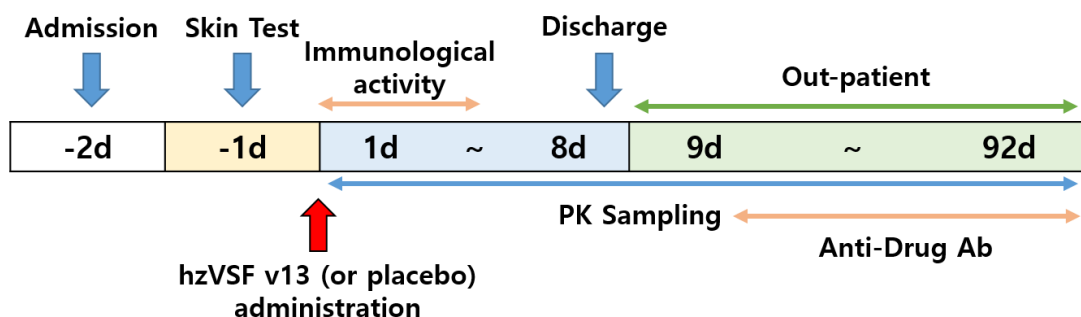 Admission
Skin Test
Immunological
activity
Discharge
Out-patient
-2d
-1d
1d
~
8d
9d
~
92d
PK Sampling
Anti-Drug Ab
hzVSF v13 (or placebo)
administration